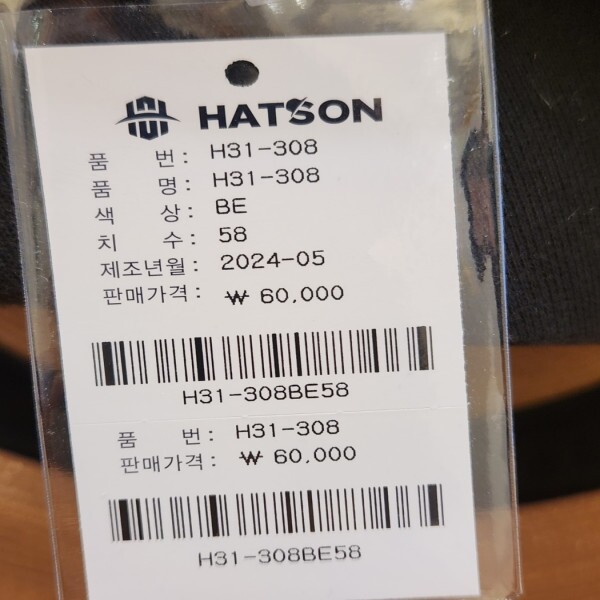 HATSON
품 번 : H31-308
품 명 : H31-308
색 상 : BE
치 수 : 58
제조년월 : 2024-05
판매가격 : ₩ 60,000
H31-308BE58
품 번 : H31-308
판매가격 : ₩ 60,000
H31-308BE58